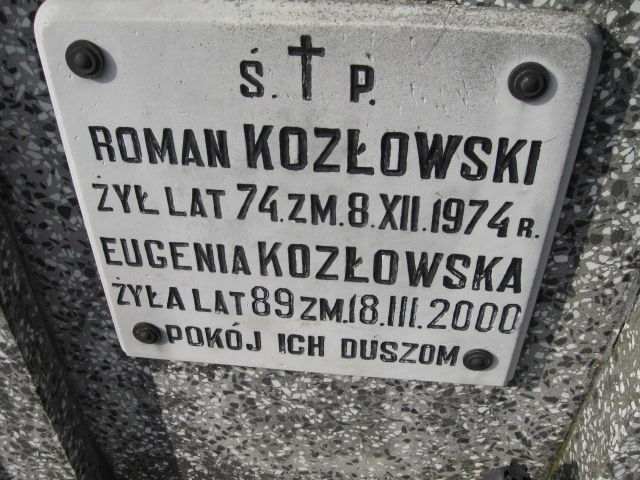 Ś. † P.
ROMAN KOZŁOWSKI
ŻYŁ LAT 74. ZM. 8. XII. 1974 R.
EUGENIA KOZŁOWSKA
ŻYŁA LAT 89 ZM. 18. III. 2000
POKÓJ ICH DUSZOM